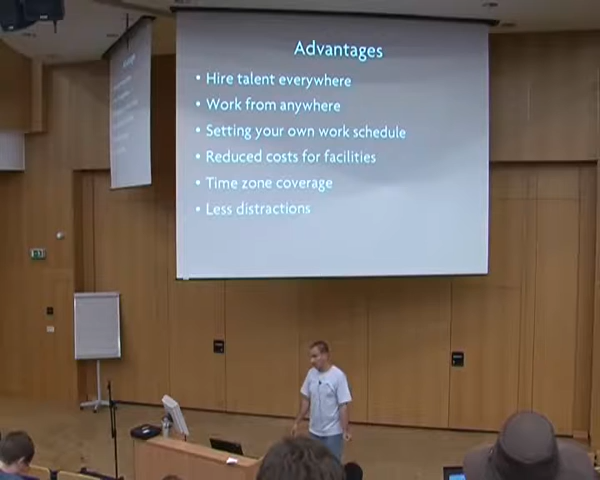 Advantages
• Hire talent everywhere
• Work from anywhere
• Setting your own work schedule
• Reduced costs for facilities
• Time zone coverage
• Less distractions